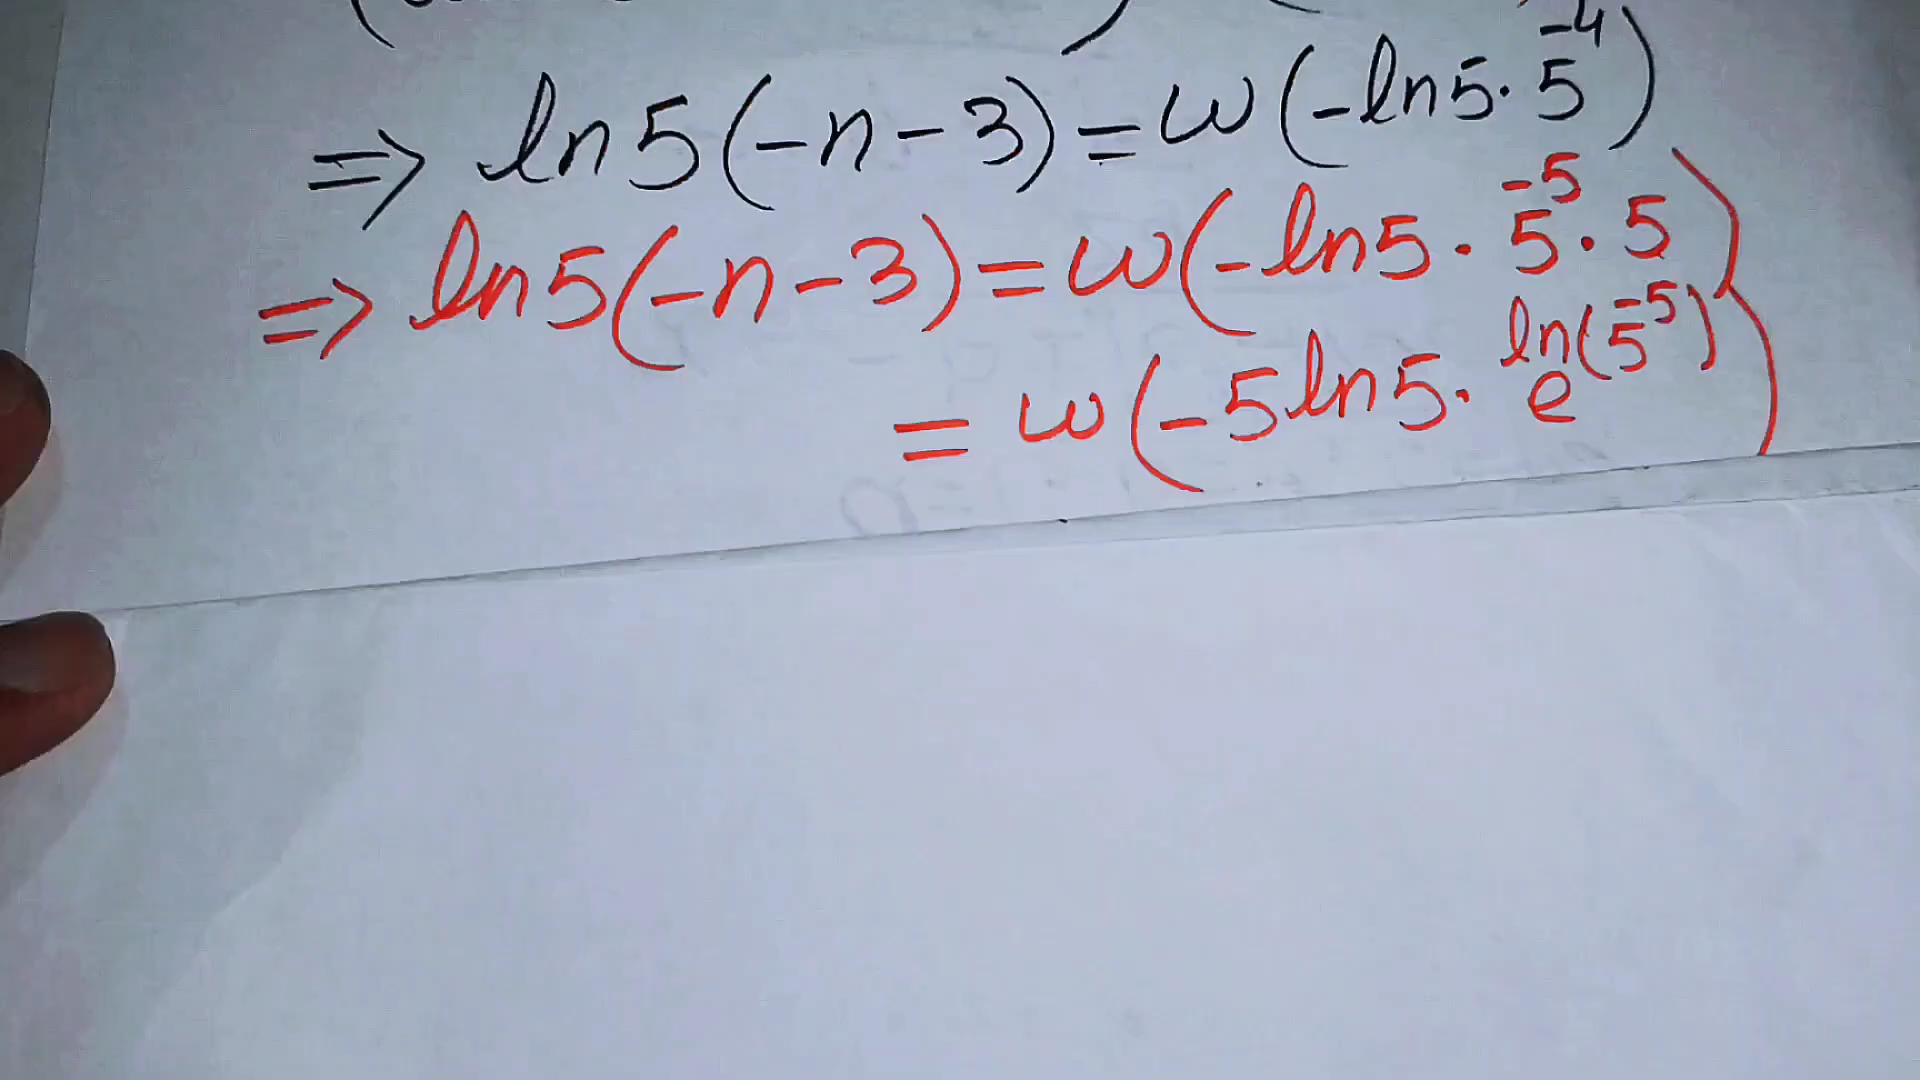 => ln5(-n-3)=w(-ln5·5^-4)
=> ln5(-n-3)=w(-ln5·5^-5·5)
=w(-5ln5·e^ln(5^-5))